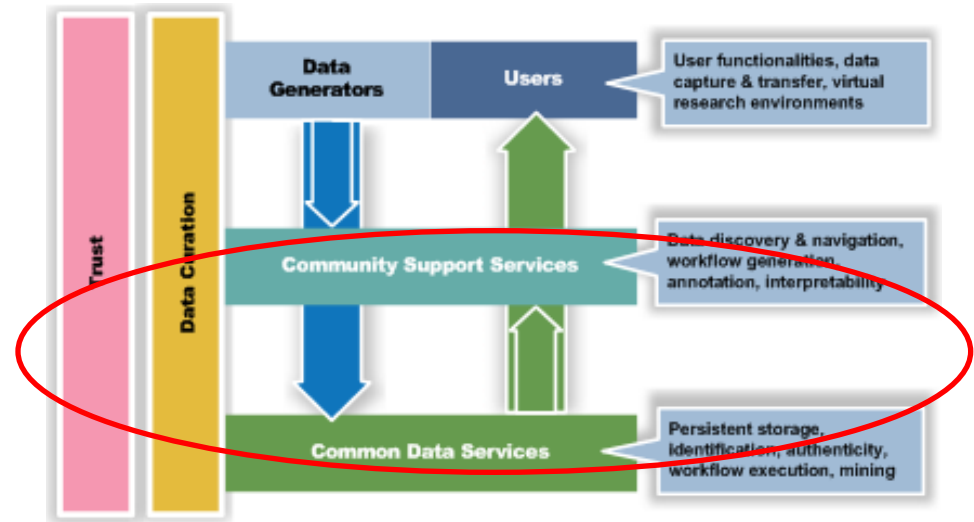 Trust
Data Curation
Data
Generators
Users
User functionalities, data
capture & transfer, virtual
research environments
Community Support Services
Data discovery & navigation,
workflow generation,
annotation, interpretability
Common Data Services
Persistent storage,
identification, authenticity,
workflow execution, mining